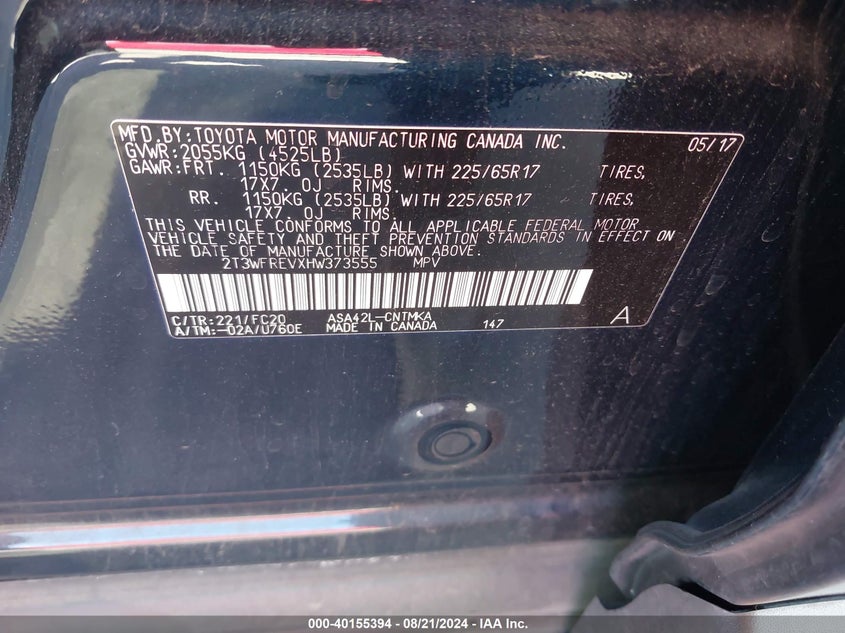 MFD.BY:TOYOTA MOTOR MANUFACTURING CANADA INC. 05/17
GVWR:2055KG (4525LB)
GAWR:FRT. 1150KG (2535LB) WITH 225/65R17 TIRES,
17X7.0J RIMS.
RR. 1150KG (2535LB) WITH 225/65R17 TIRES,
17X7.0J RIMS.
THIS VEHICLE CONFORMS TO ALL APPLICABLE FEDERAL MOTOR
VEHICLE SAFETY AND THEFT PREVENTION STANDARDS IN EFFECT ON
THE DATE OF MANUFACTURE SHOWN ABOVE.
2T3WFREVXHW373555 MPV
C/TR:221/FC20 ASA42L-CNTMKA
A/TM:-02A/U760E MADE IN CANADA 147 A
000-40155394 - 08/21/2024 - IAA Inc.